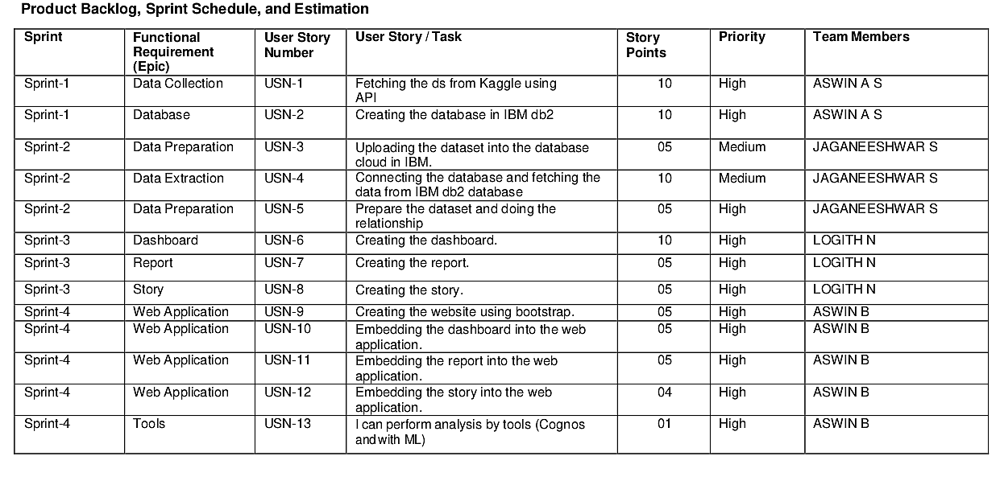 Product Backlog, Sprint Schedule, and Estimation
Sprint Functional Requirement (Epic) User Story Number User Story / Task Story Points Priority Team Members
Sprint-1 Data Collection USN-1 Fetching the ds from Kaggle using API 10 High ASWIN A S
Sprint-1 Database USN-2 Creating the database in IBM db2 10 High ASWIN A S
Sprint-2 Data Preparation USN-3 Uploading the dataset into the database cloud in IBM. 05 Medium JAGANEESHWAR S
Sprint-2 Data Extraction USN-4 Connecting the database and fetching the data from IBM db2 database 10 Medium JAGANEESHWAR S
Sprint-2 Data Preparation USN-5 Prepare the dataset and doing the relationship 05 High JAGANEESHWAR S
Sprint-3 Dashboard USN-6 Creating the dashboard. 10 High LOGITH N
Sprint-3 Report USN-7 Creating the report. 05 High LOGITH N
Sprint-3 Story USN-8 Creating the story. 05 High LOGITH N
Sprint-4 Web Application USN-9 Creating the website using bootstrap. 05 High ASWIN B
Sprint-4 Web Application USN-10 Embedding the dashboard into the web application. 05 High ASWIN B
Sprint-4 Web Application USN-11 Embedding the report into the web application. 05 High ASWIN B
Sprint-4 Web Application USN-12 Embedding the story into the web application. 04 High ASWIN B
Sprint-4 Tools USN-13 I can perform analysis by tools (Cognos and with ML) 01 High ASWIN B